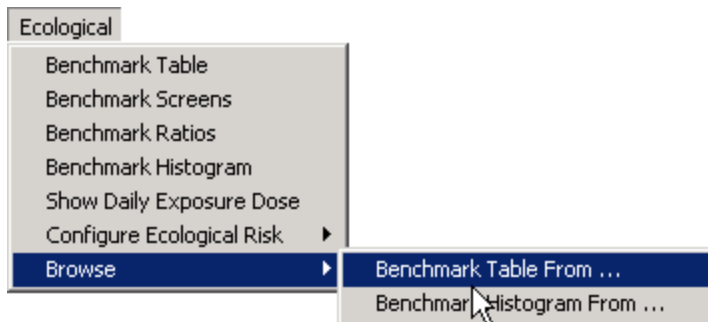 Ecological
Benchmark Table
Benchmark Screens
Benchmark Ratios
Benchmark Histogram
Show Daily Exposure Dose
Configure Ecological Risk
Browse
Benchmark Table From ...
Benchmark Histogram From ...